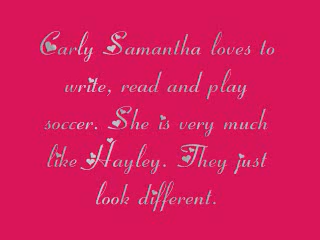 Carly Samantha loves to
write, read and play
soccer. She is very much
like Hayley. They just
look different.